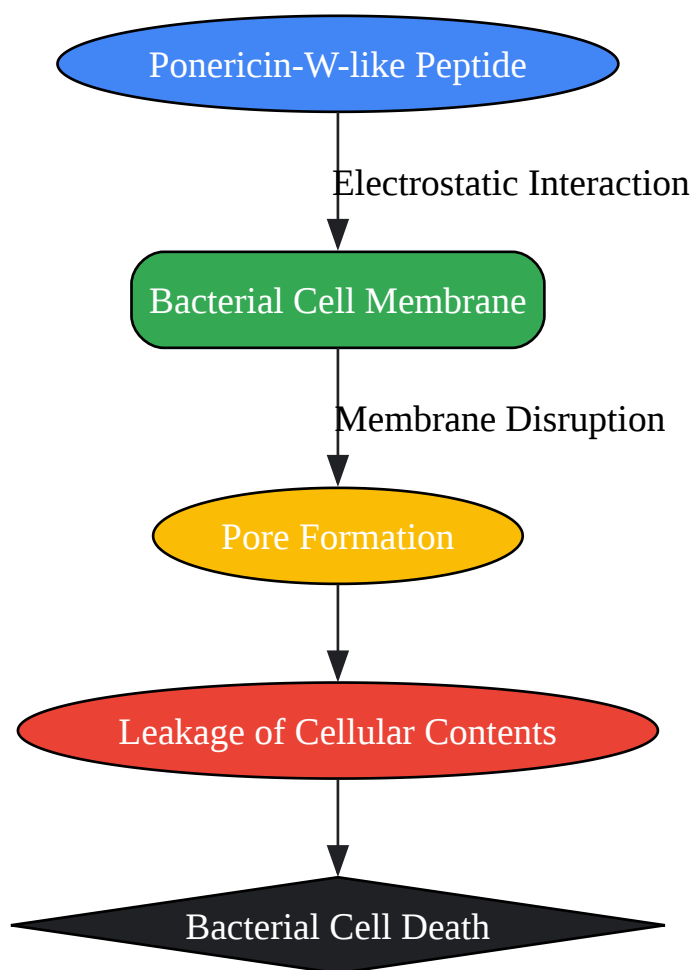 Ponericin-W-like Peptide
Electrostatic Interaction
Bacterial Cell Membrane
Membrane Disruption
Pore Formation
Leakage of Cellular Contents
Bacterial Cell Death